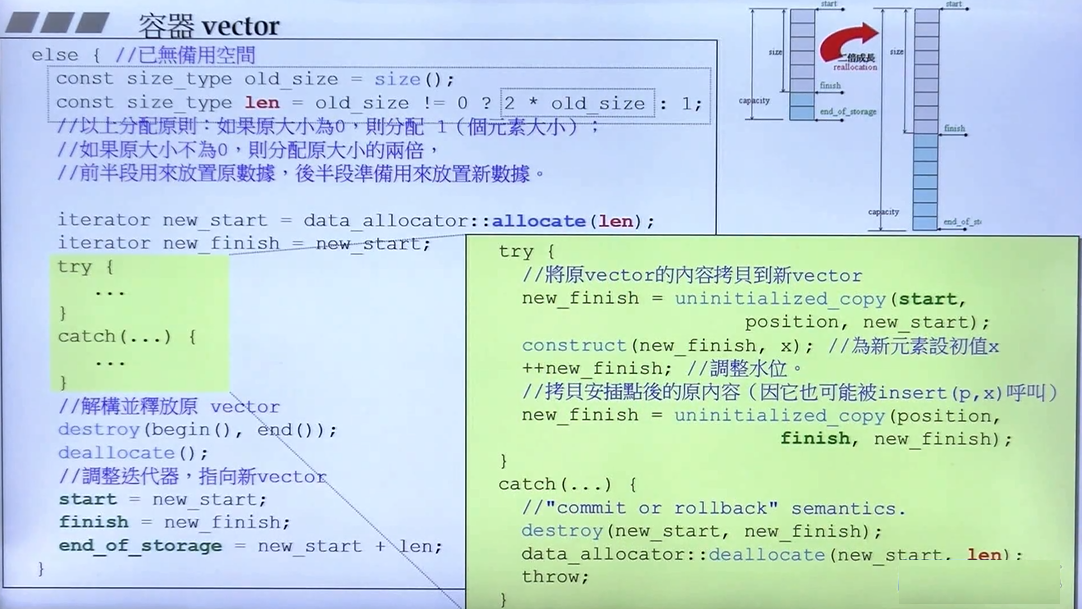 容器 vector
else { //已無備用空間
const size_type old_size = size();
const size_type len = old_size != 0 ? 2 * old_size : 1;
//以上分配原則：如果原大小為0，則分配 1（個元素大小）；
//如果原大小不為0，則分配原大小的兩倍，
//前半段用來放置原數據，後半段準備用來放置新數據。
iterator new_start = data_allocator::allocate(len);
iterator new_finish = new_start;
try {
...
}
catch(...) {
...
}
//解構並釋放原 vector
destroy(begin(), end());
deallocate();
//調整迭代器，指向新vector
start = new_start;
finish = new_finish;
end_of_storage = new_start + len;
}
try {
//將原vector的內容拷貝到新vector
new_finish = uninitialized_copy(start,
position, new_start);
construct(new_finish, x); //為新元素設初值x
++new_finish; //調整水位。
//拷貝安插點後的原內容（因它也可能被insert(p,x)呼叫）
new_finish = uninitialized_copy(position,
finish, new_finish);
}
catch(...) {
//"commit or rollback" semantics.
destroy(new_start, new_finish);
data_allocator::deallocate(new_start, len);
throw;
}
start
size
二倍成長
reallocation
finish
capacity
end_of_storage
start
size
finish
capacity
end_of_st